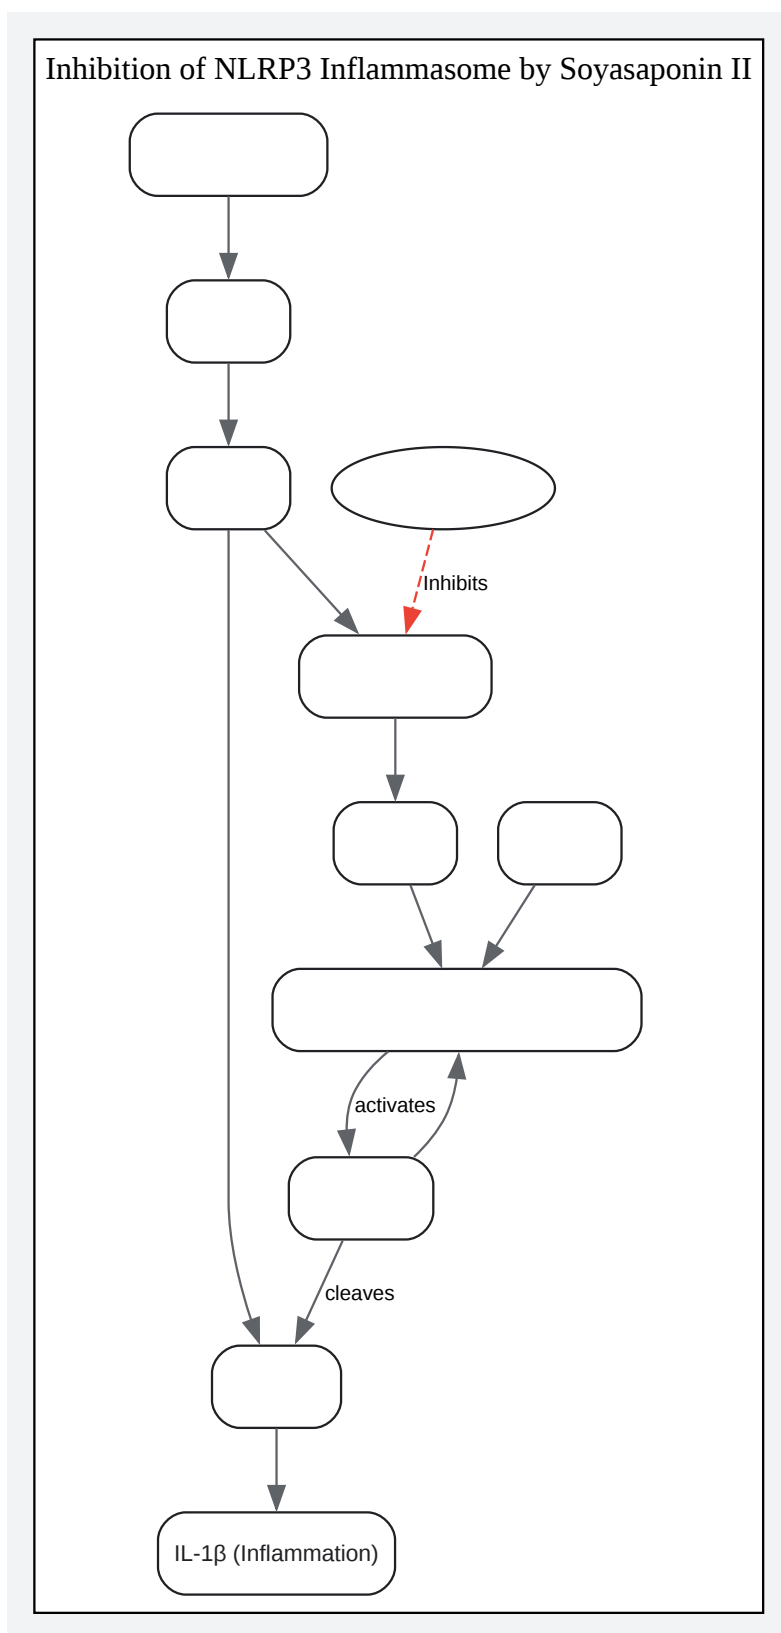 Inhibition of NLRP3 Inflammasome by Soyasaponin II
Inhibits
activates
cleaves
IL-1β (Inflammation)